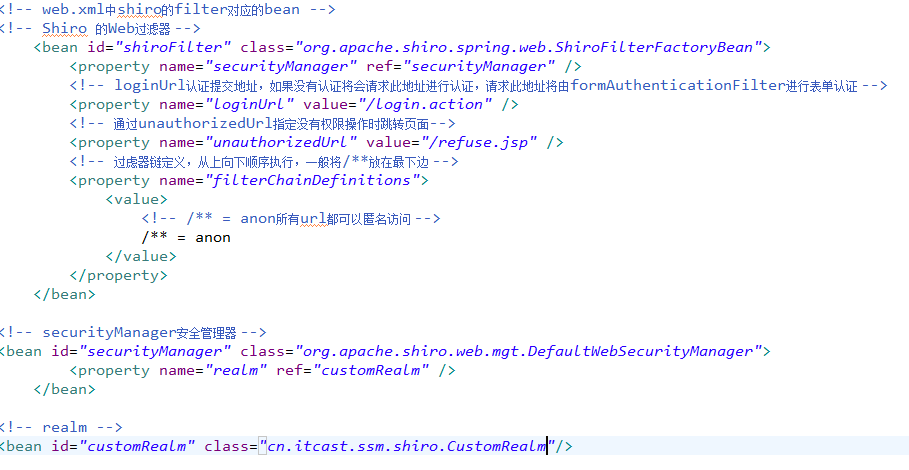 <!-- web.xml中shiro的filter对应的bean -->
<!-- Shiro 的Web过滤器 -->
<bean id="shiroFilter" class="org.apache.shiro.spring.web.ShiroFilterFactoryBean">
<property name="securityManager" ref="securityManager" />
<!-- loginUrl认证提交地址，如果没有认证将会请求此地址进行认证，请求此地址将由formAuthenticationFilter进行表单认证 -->
<property name="loginUrl" value="/login.action" />
<!-- 通过unauthorizedUrl指定没有权限操作时跳转页面-->
<property name="unauthorizedUrl" value="/refuse.jsp" />
<!-- 过虑器链定义，从上向下顺序执行，一般将/**放在最下边 -->
<property name="filterChainDefinitions">
<value>
<!-- /** = anon所有url都可以匿名访问 -->
/** = anon
</value>
</property>
</bean>
<!-- securityManager安全管理器 -->
<bean id="securityManager" class="org.apache.shiro.web.mgt.DefaultWebSecurityManager">
<property name="realm" ref="customRealm" />
</bean>
<!-- realm -->
<bean id="customRealm" class="cn.itcast.ssm.shiro.CustomRealm"/>